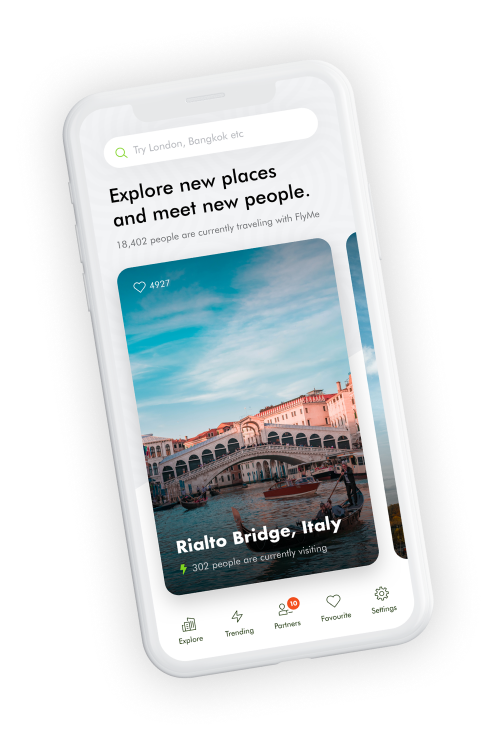 Try London, Bangkok etc
Explore new places
and meet new people.
18,402 people are currently traveling with FlyMe
4927
Rialto Bridge, Italy
302 people are currently visiting
10
Explore
Trending
Partners
Favourite
Settings